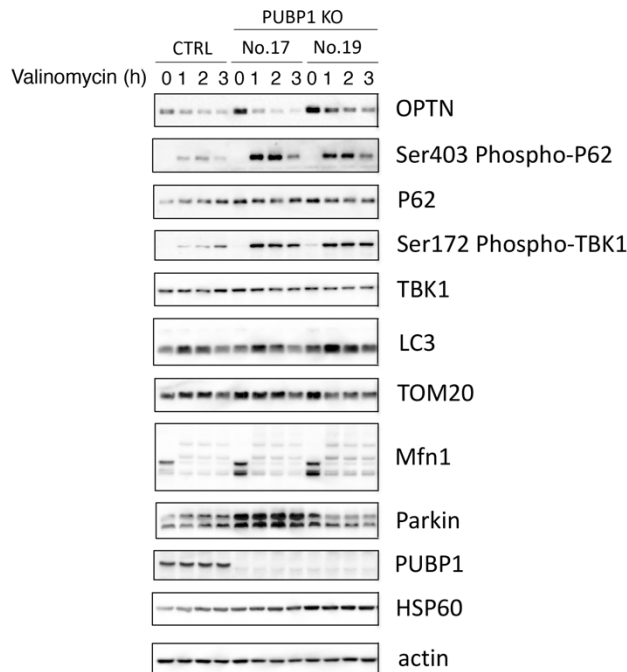 PUBP1 KO
CTRL No.17 No.19
Valinomycin (h) 0 1 2 3 0 1 2 3 0 1 2 3
OPTN
Ser403 Phospho-P62
P62
Ser172 Phospho-TBK1
TBK1
LC3
TOM20
Mfn1
Parkin
PUBP1
HSP60
actin